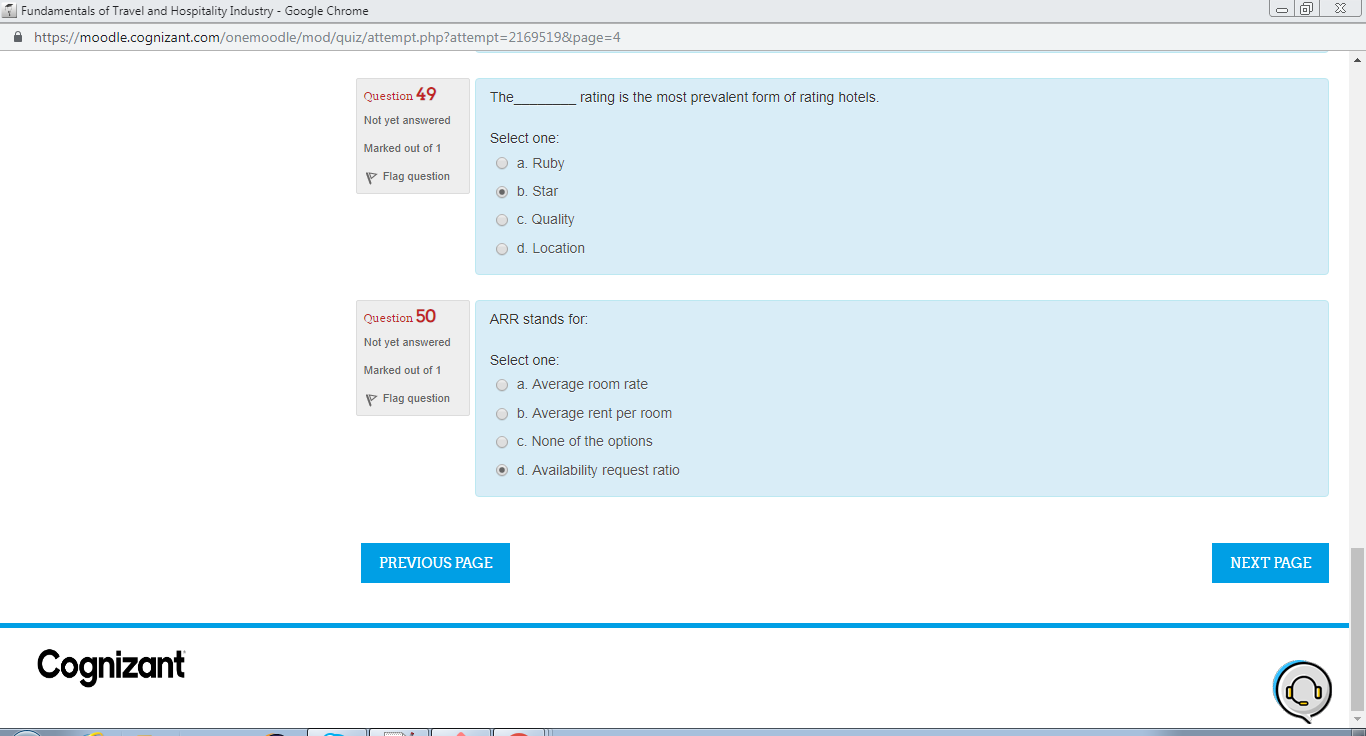 Fundamentals of Travel and Hospitality Industry - Google Chrome
https://moodle.cognizant.com/onemoodle/mod/quiz/attempt.php?attempt=2169519&page=4
Question 49
Not yet answered
Marked out of 1
Flag question
The________ rating is the most prevalent form of rating hotels.
Select one:
a. Ruby
b. Star
c. Quality
d. Location
Question 50
Not yet answered
Marked out of 1
Flag question
ARR stands for:
Select one:
a. Average room rate
b. Average rent per room
c. None of the options
d. Availability request ratio
PREVIOUS PAGE
NEXT PAGE
Cognizant